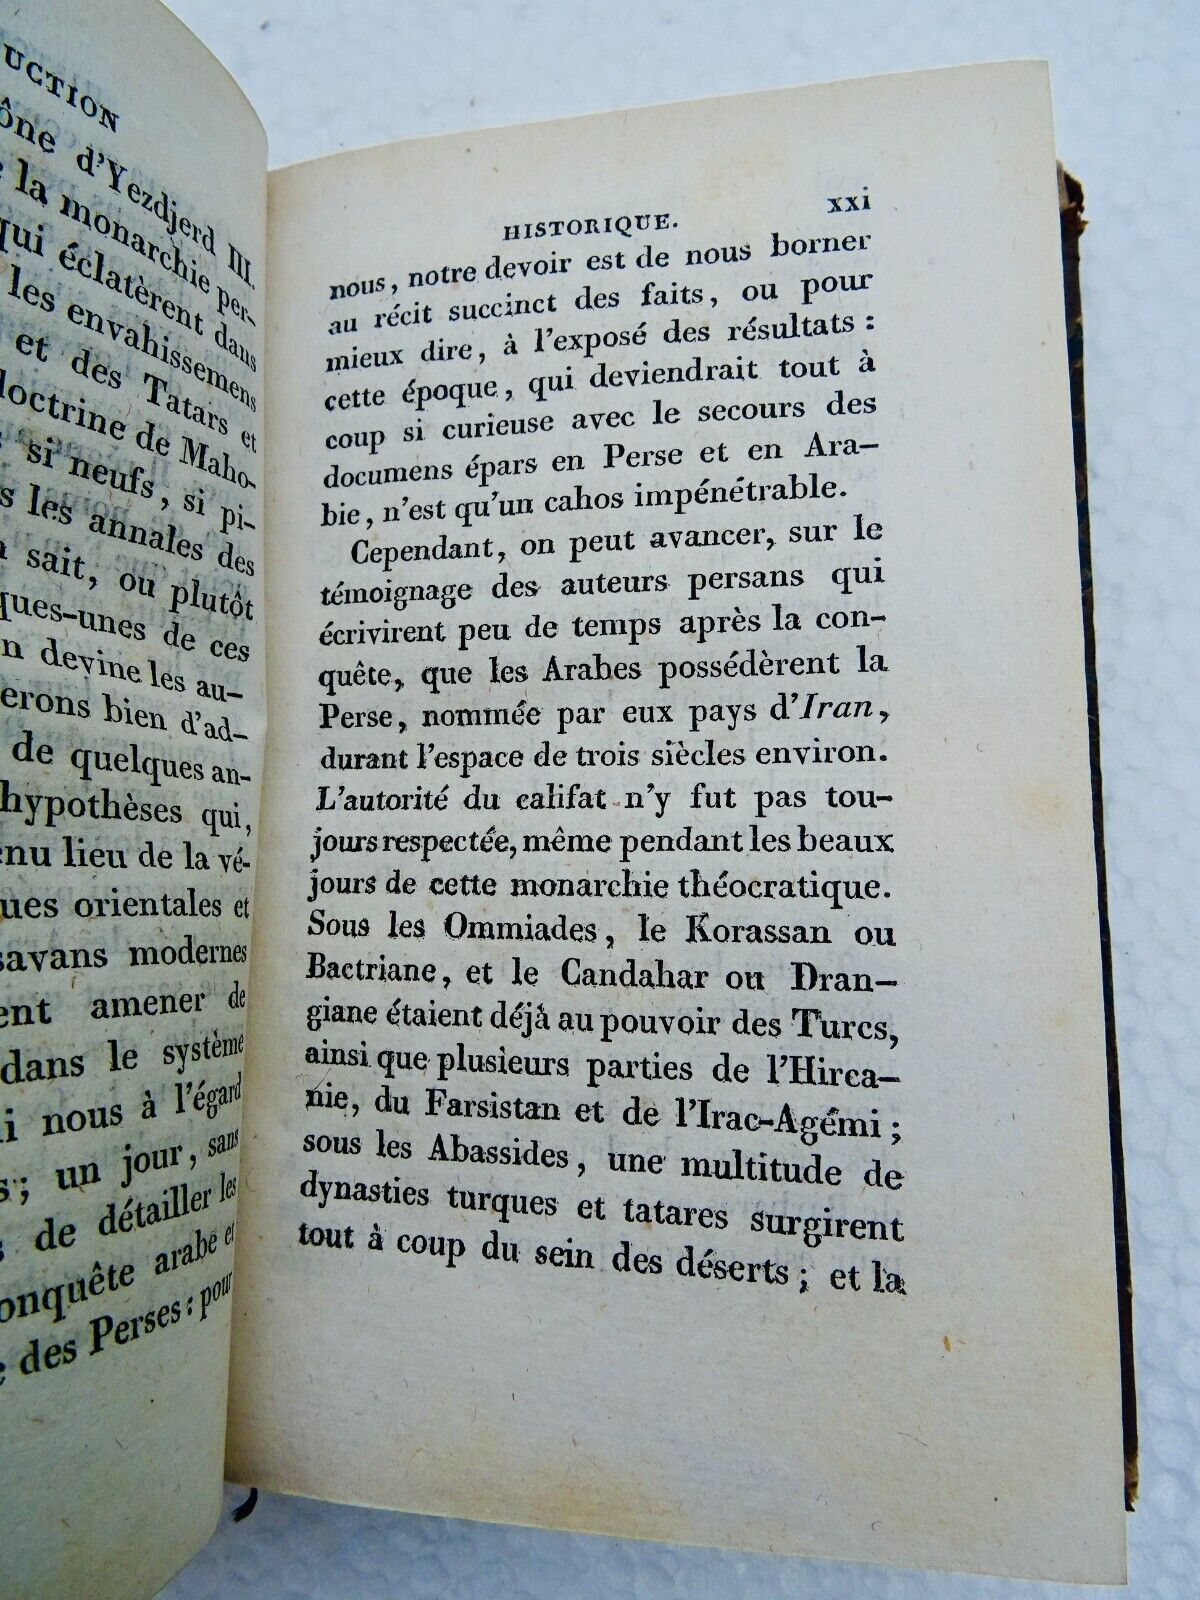 UCTION
d'Yezdjerd III.
la monarchie per-
qui éclatèrent dans
les envahissemens
et des Tatars et
doctrine de Maho-
si neufs, si pi-
les annales des
sait, ou plutôt
ques-unes de ces
devine les au-
erons bien d'ad-
de quelques an-
hypothèses qui,
enu lieu de la vé-
ues orientales et
savans modernes
ent amener de
dans le système
nous à l'égard
un jour, sans
de détailler les
onquête arabe et
des Perses: pour
HISTORIQUE. xxi
nous, notre devoir est de nous borner
au récit succinct des faits, ou pour
mieux dire, à l'exposé des résultats :
cette époque, qui deviendrait tout à
coup si curieuse avec le secours des
documens épars en Perse et en Ara-
bie, n'est qu'un cahos impénétrable.
Cependant, on peut avancer, sur le
témoignage des auteurs persans qui
écrivirent peu de temps après la con-
quête, que les Arabes possédèrent la
Perse, nommée par eux pays d'Iran,
durant l'espace de trois siècles environ.
L'autorité du califat n'y fut pas tou-
jours respectée, même pendant les beaux
jours de cette monarchie théocratique.
Sous les Ommiades, le Korassan ou
Bactriane, et le Candahar ou Dran-
giane étaient déjà au pouvoir des Turcs,
ainsi que plusieurs parties de l'Hirca-
nie, du Farsistan et de l'Irac-Agémi ;
sous les Abassides, une multitude de
dynasties turques et tatares surgirent
tout à coup du sein des déserts ; et la